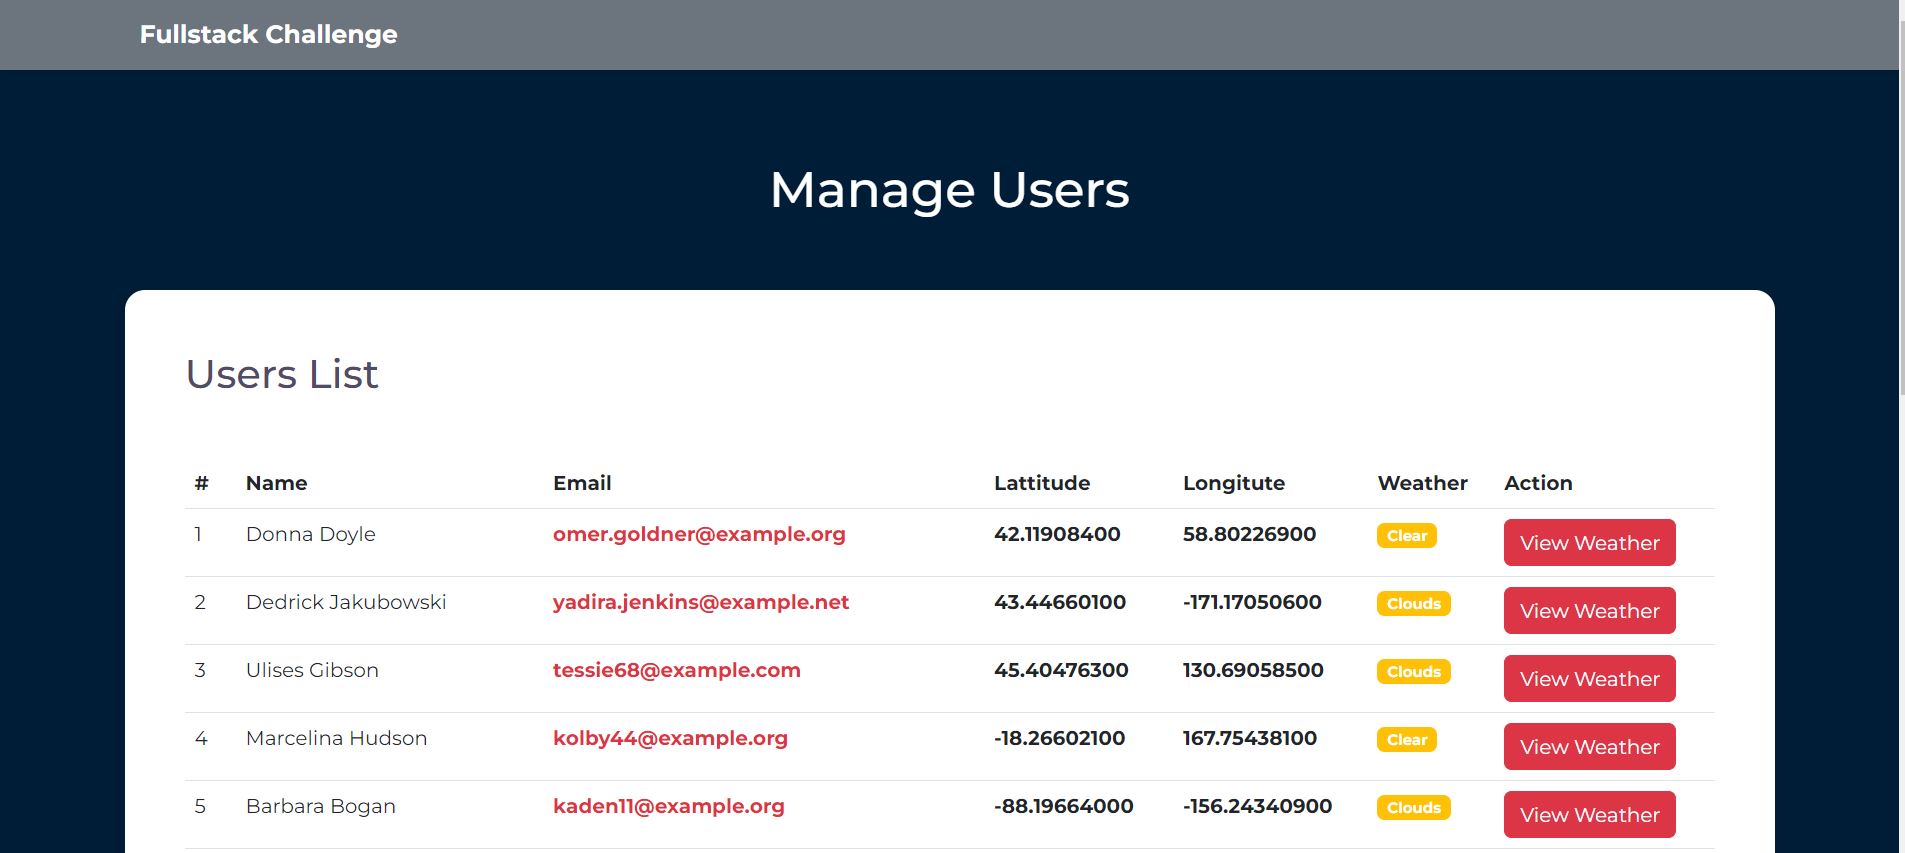 Fullstack Challenge
Manage Users
Users List
# Name Email Lattitude Longitute Weather Action
1 Donna Doyle omer.goldner@example.org 42.11908400 58.80226900 Clear View Weather
2 Dedrick Jakubowski yadira.jenkins@example.net 43.44660100 -171.17050600 Clouds View Weather
3 Ulises Gibson tessie68@example.com 45.40476300 130.69058500 Clouds View Weather
4 Marcelina Hudson kolby44@example.org -18.26602100 167.75438100 Clear View Weather
5 Barbara Bogan kaden11@example.org -88.19664000 -156.24340900 Clouds View Weather